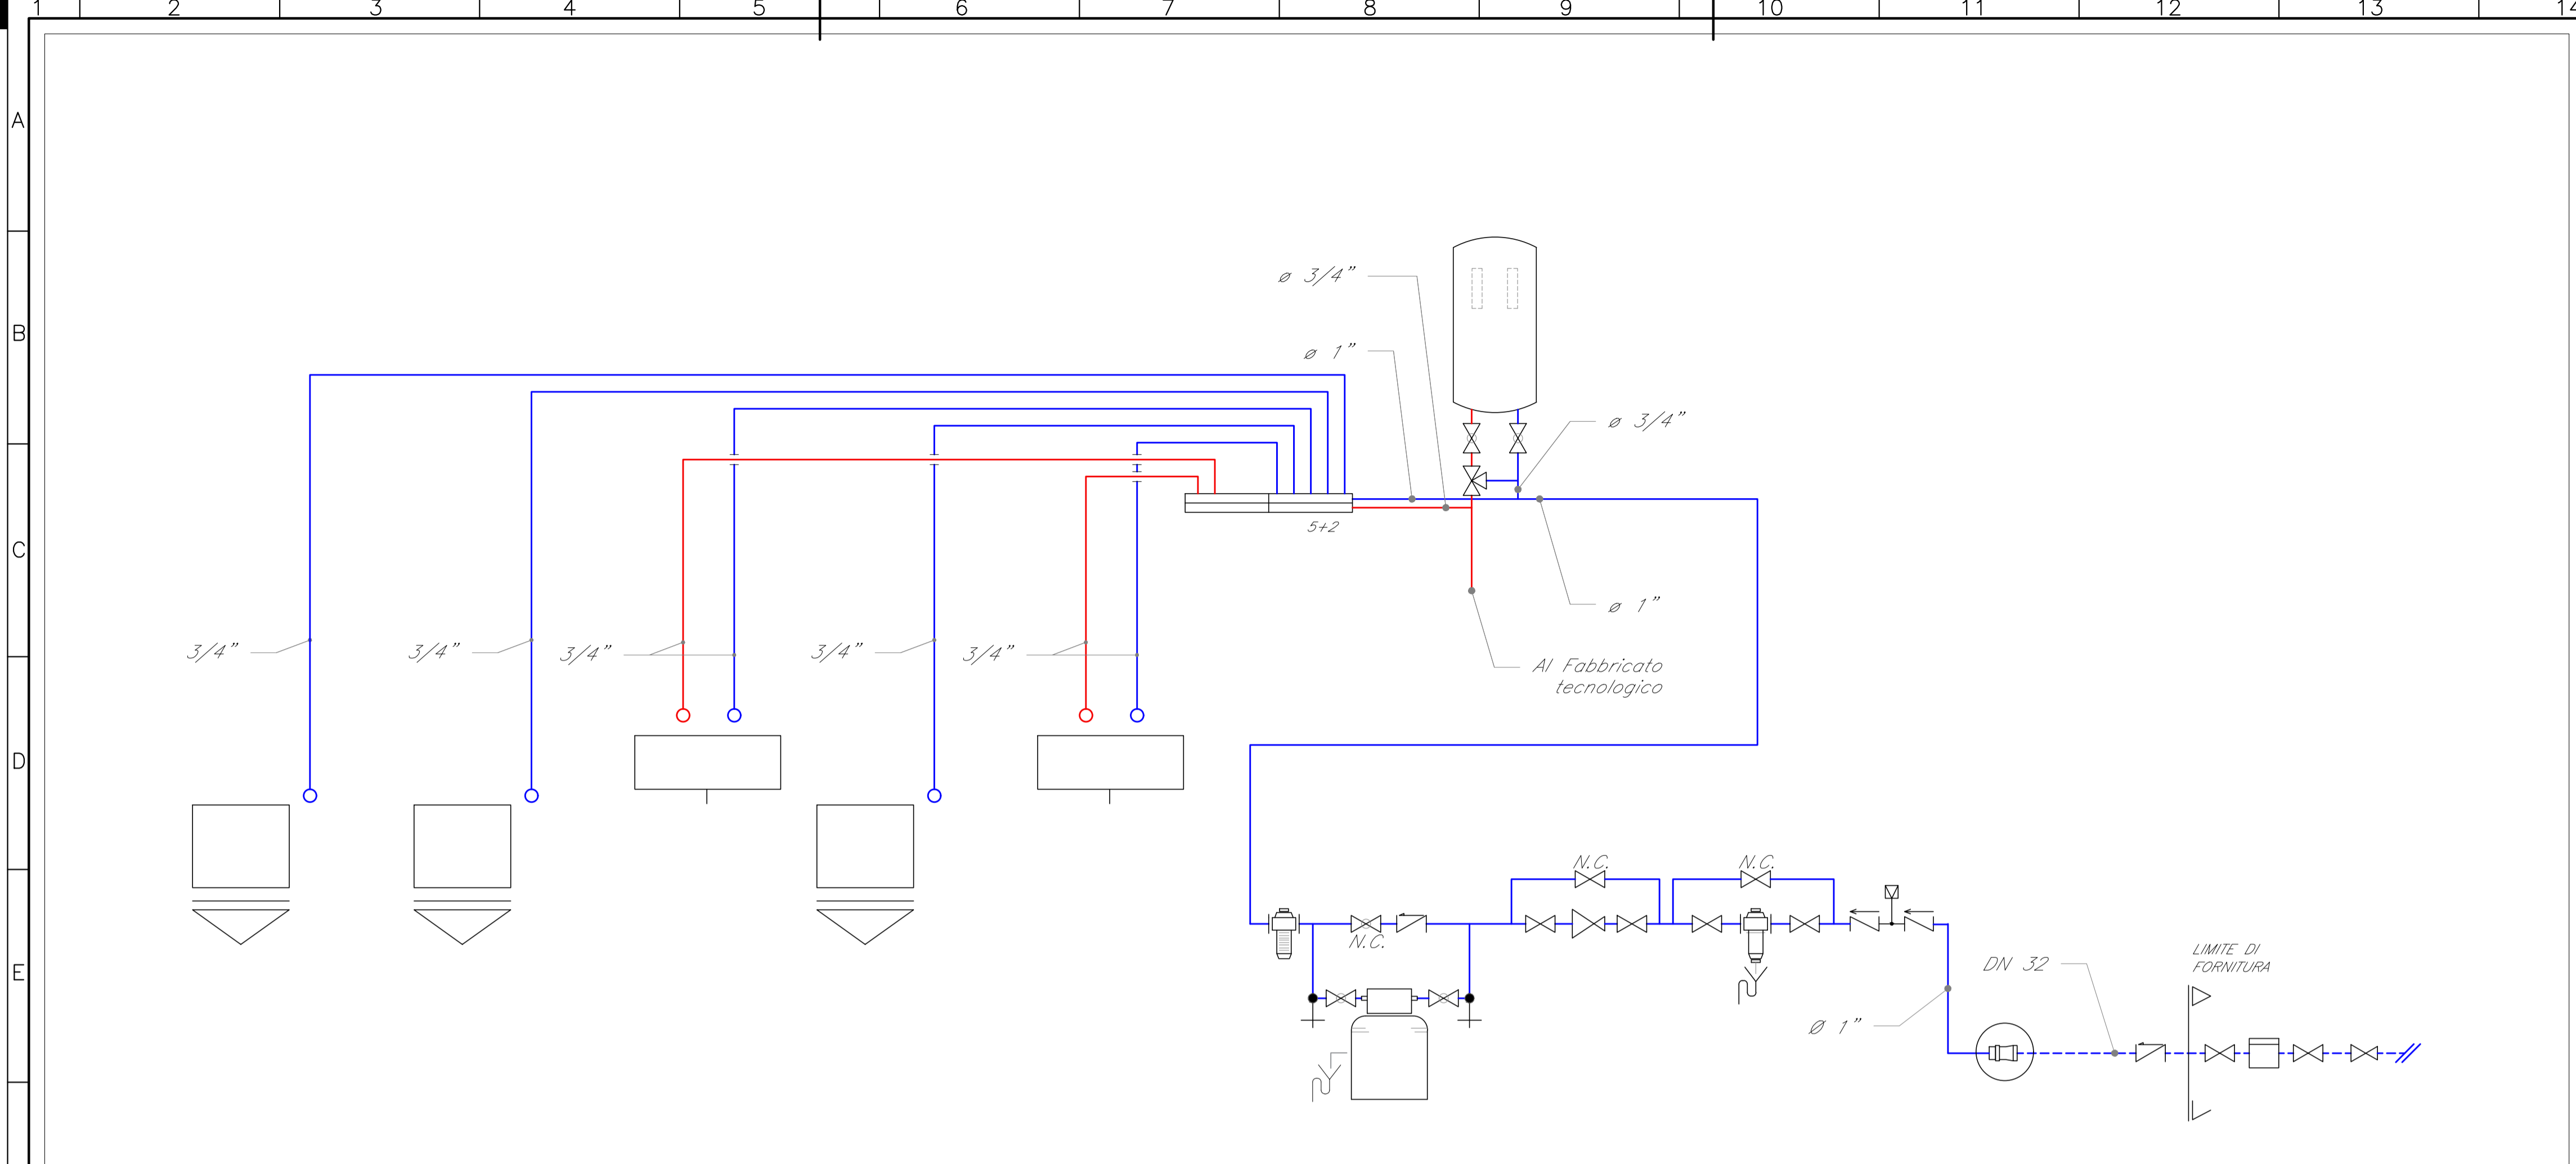 1 2 3 4 5 6 7 8 9 10 11 12 13 14
A
B
C
D
E
ø 3/4"
ø 1"
ø 3/4"
5+2
ø 1"
3/4"
3/4"
3/4"
3/4"
3/4"
Al Fabbricato
tecnologico
N.C.
N.C.
N.C.
LIMITE DI
FORNITURA
DN 32
Ø 1"